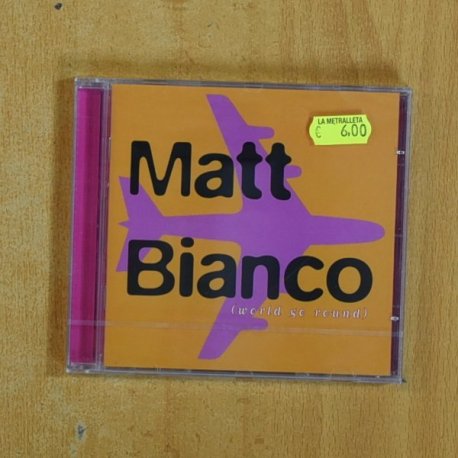 LA METRALLETA
€ 6,00
Matt
Bianco
(world go round)